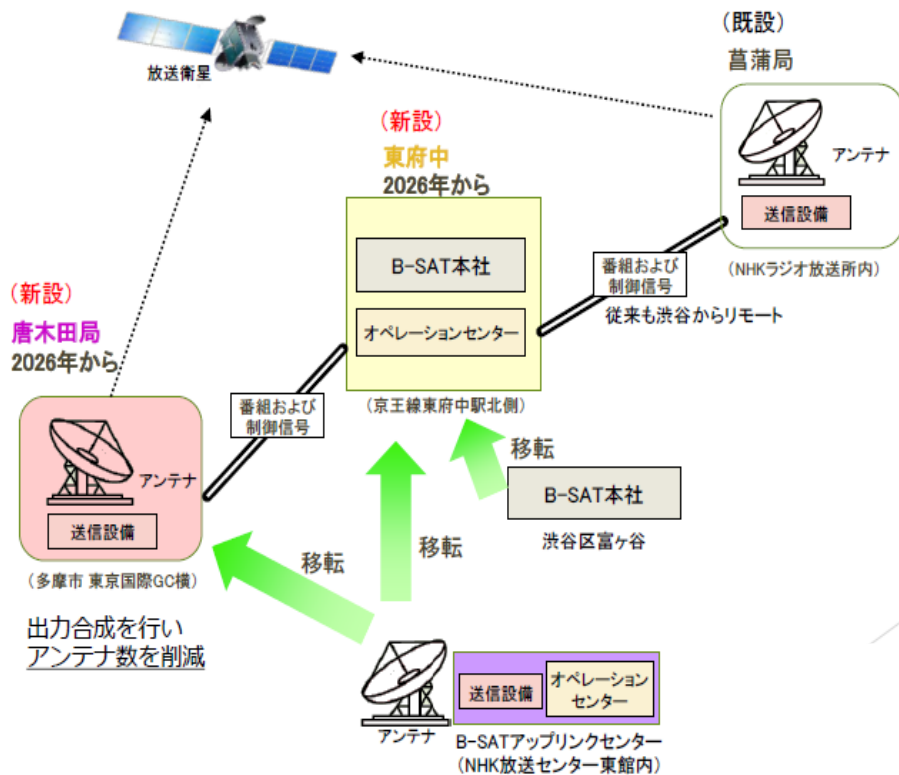 放送衛星
(既設)
菖蒲局
アンテナ
送信設備
(NHKラジオ放送所内)
(新設)
東府中
2026年から
B-SAT本社
オペレーションセンター
(京王線東府中駅北側)
番組および
制御信号
従来も渋谷からリモート
(新設)
唐木田局
2026年から
アンテナ
送信設備
(多摩市 東京国際GC横)
番組および
制御信号
出力合成を行い
アンテナ数を削減
移転
移転
移転
B-SAT本社
渋谷区富ヶ谷
アンテナ
送信設備
オペレーション
センター
B-SATアップリンクセンター
(NHK放送センター東館内)